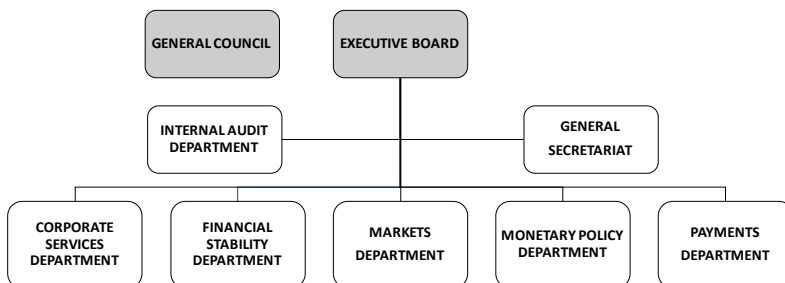 GENERAL COUNCIL
EXECUTIVE BOARD
INTERNAL AUDIT
DEPARTMENT
GENERAL
SECRETARIAT
CORPORATE
SERVICES
DEPARTMENT
FINANCIAL
STABILITY
DEPARTMENT
MARKETS
DEPARTMENT
MONETARY POLICY
DEPARTMENT
PAYMENTS
DEPARTMENT